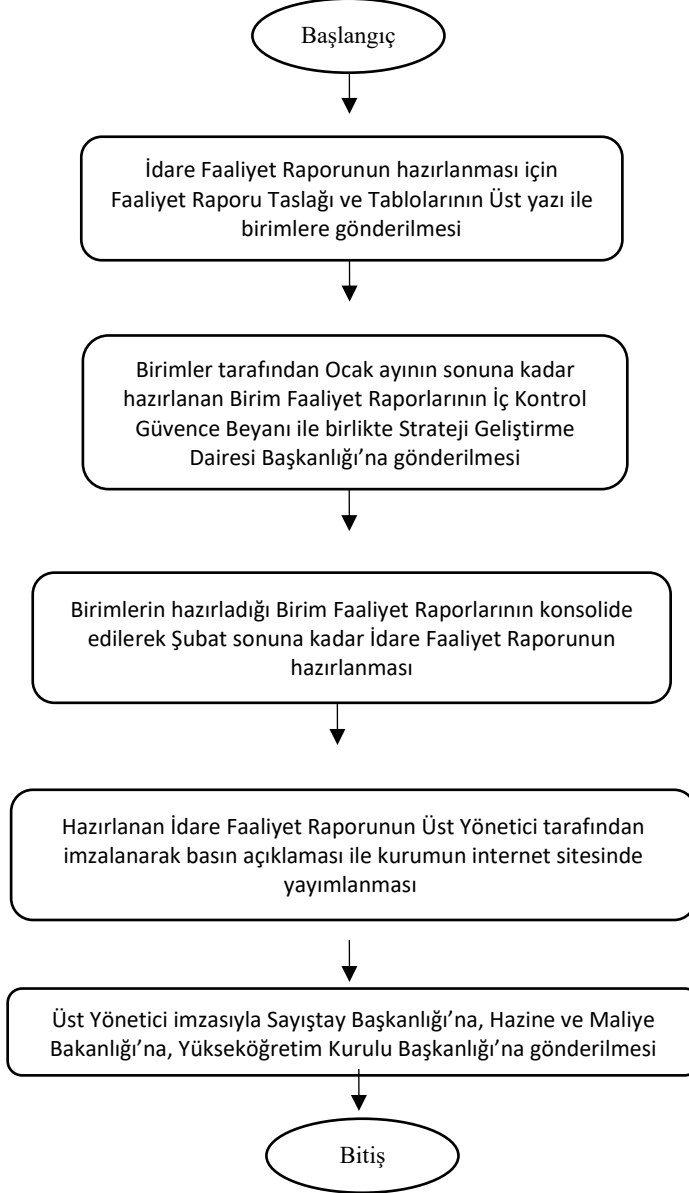 Başlangıç
İdare Faaliyet Raporunun hazırlanması için
Faaliyet Raporu Taslağı ve Tablolarının Üst yazı ile
birimlere gönderilmesi
Birimler tarafından Ocak ayının sonuna kadar
hazırlanan Birim Faaliyet Raporlarının İç Kontrol
Güvence Beyanı ile birlikte Strateji Geliştirme
Dairesi Başkanlığı’na gönderilmesi
Birimlerin hazırladığı Birim Faaliyet Raporlarının konsolide
edilerek Şubat sonuna kadar İdare Faaliyet Raporunun
hazırlanması
Hazırlanan İdare Faaliyet Raporunun Üst Yönetici tarafından
imzalanarak basın açıklaması ile kurumun internet sitesinde
yayımlanması
Üst Yönetici imzasıyla Sayıştay Başkanlığı’na, Hazine ve Maliye
Bakanlığı’na, Yükseköğretim Kurulu Başkanlığı’na gönderilmesi
Bitiş